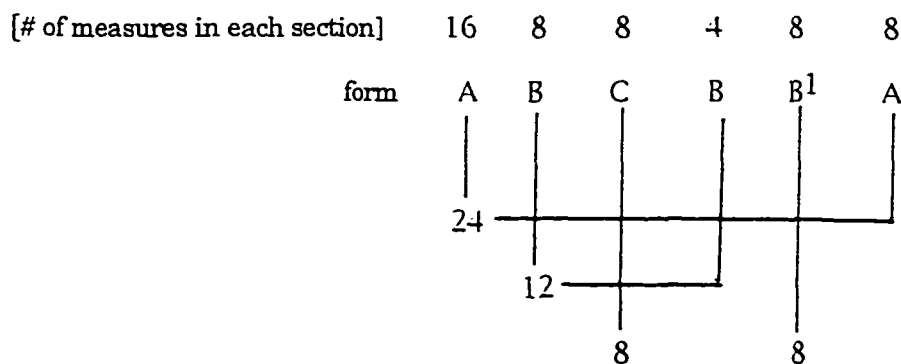 [# of measures in each section] 16 8 8 4 8 8
form A B C B B1 A
24
12
8 8